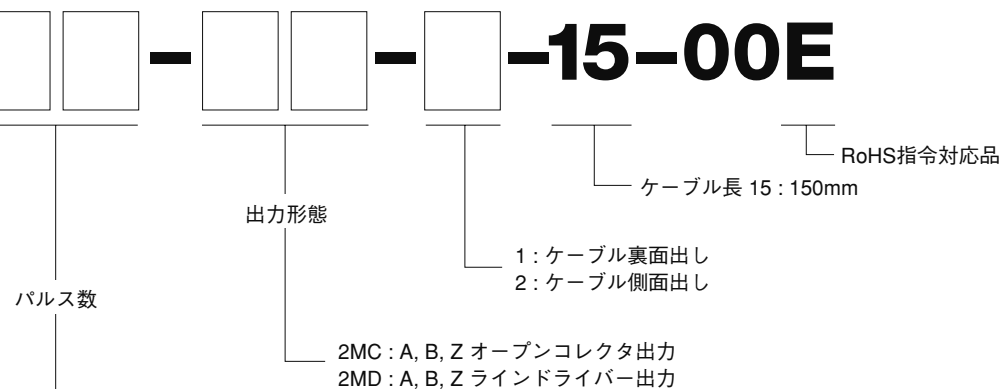 -□□-□-15-00E
RoHS指令対応品
ケーブル長 15 : 150mm
出力形態
1 : ケーブル裏面出し
2 : ケーブル側面出し
パルス数
2MC : A, B, Z オープンコレクタ出力
2MD : A, B, Z ラインドライバー出力